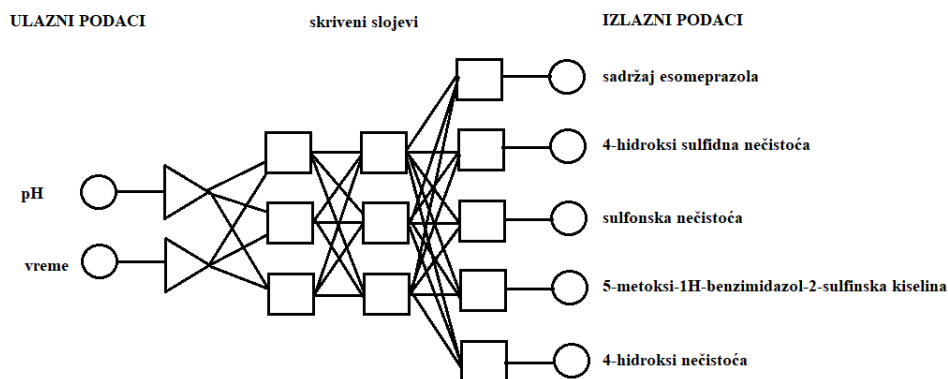 ULAZNI PODACI
skriveni slojevi
IZLAZNI PODACI
sadržaj esomeprazola
4-hidroksi sulfidna nečistoća
pH
sulfonska nečistoća
vreme
5-metoksi-1H-benzimidazol-2-sulfinska kiselina
4-hidroksi nečistoća